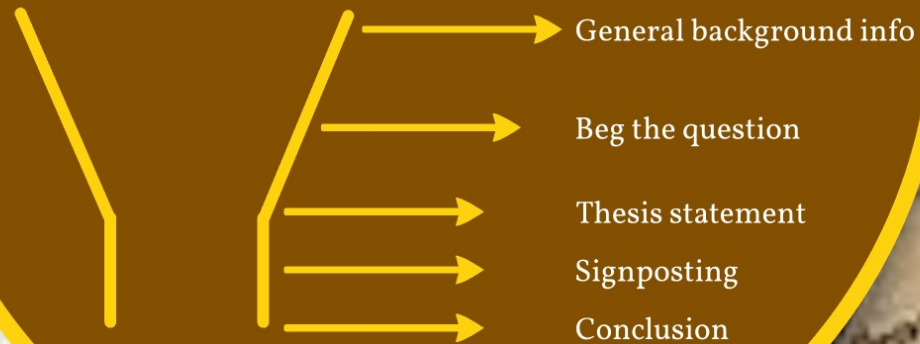 General background info
Beg the question
Thesis statement
Signposting
Conclusion